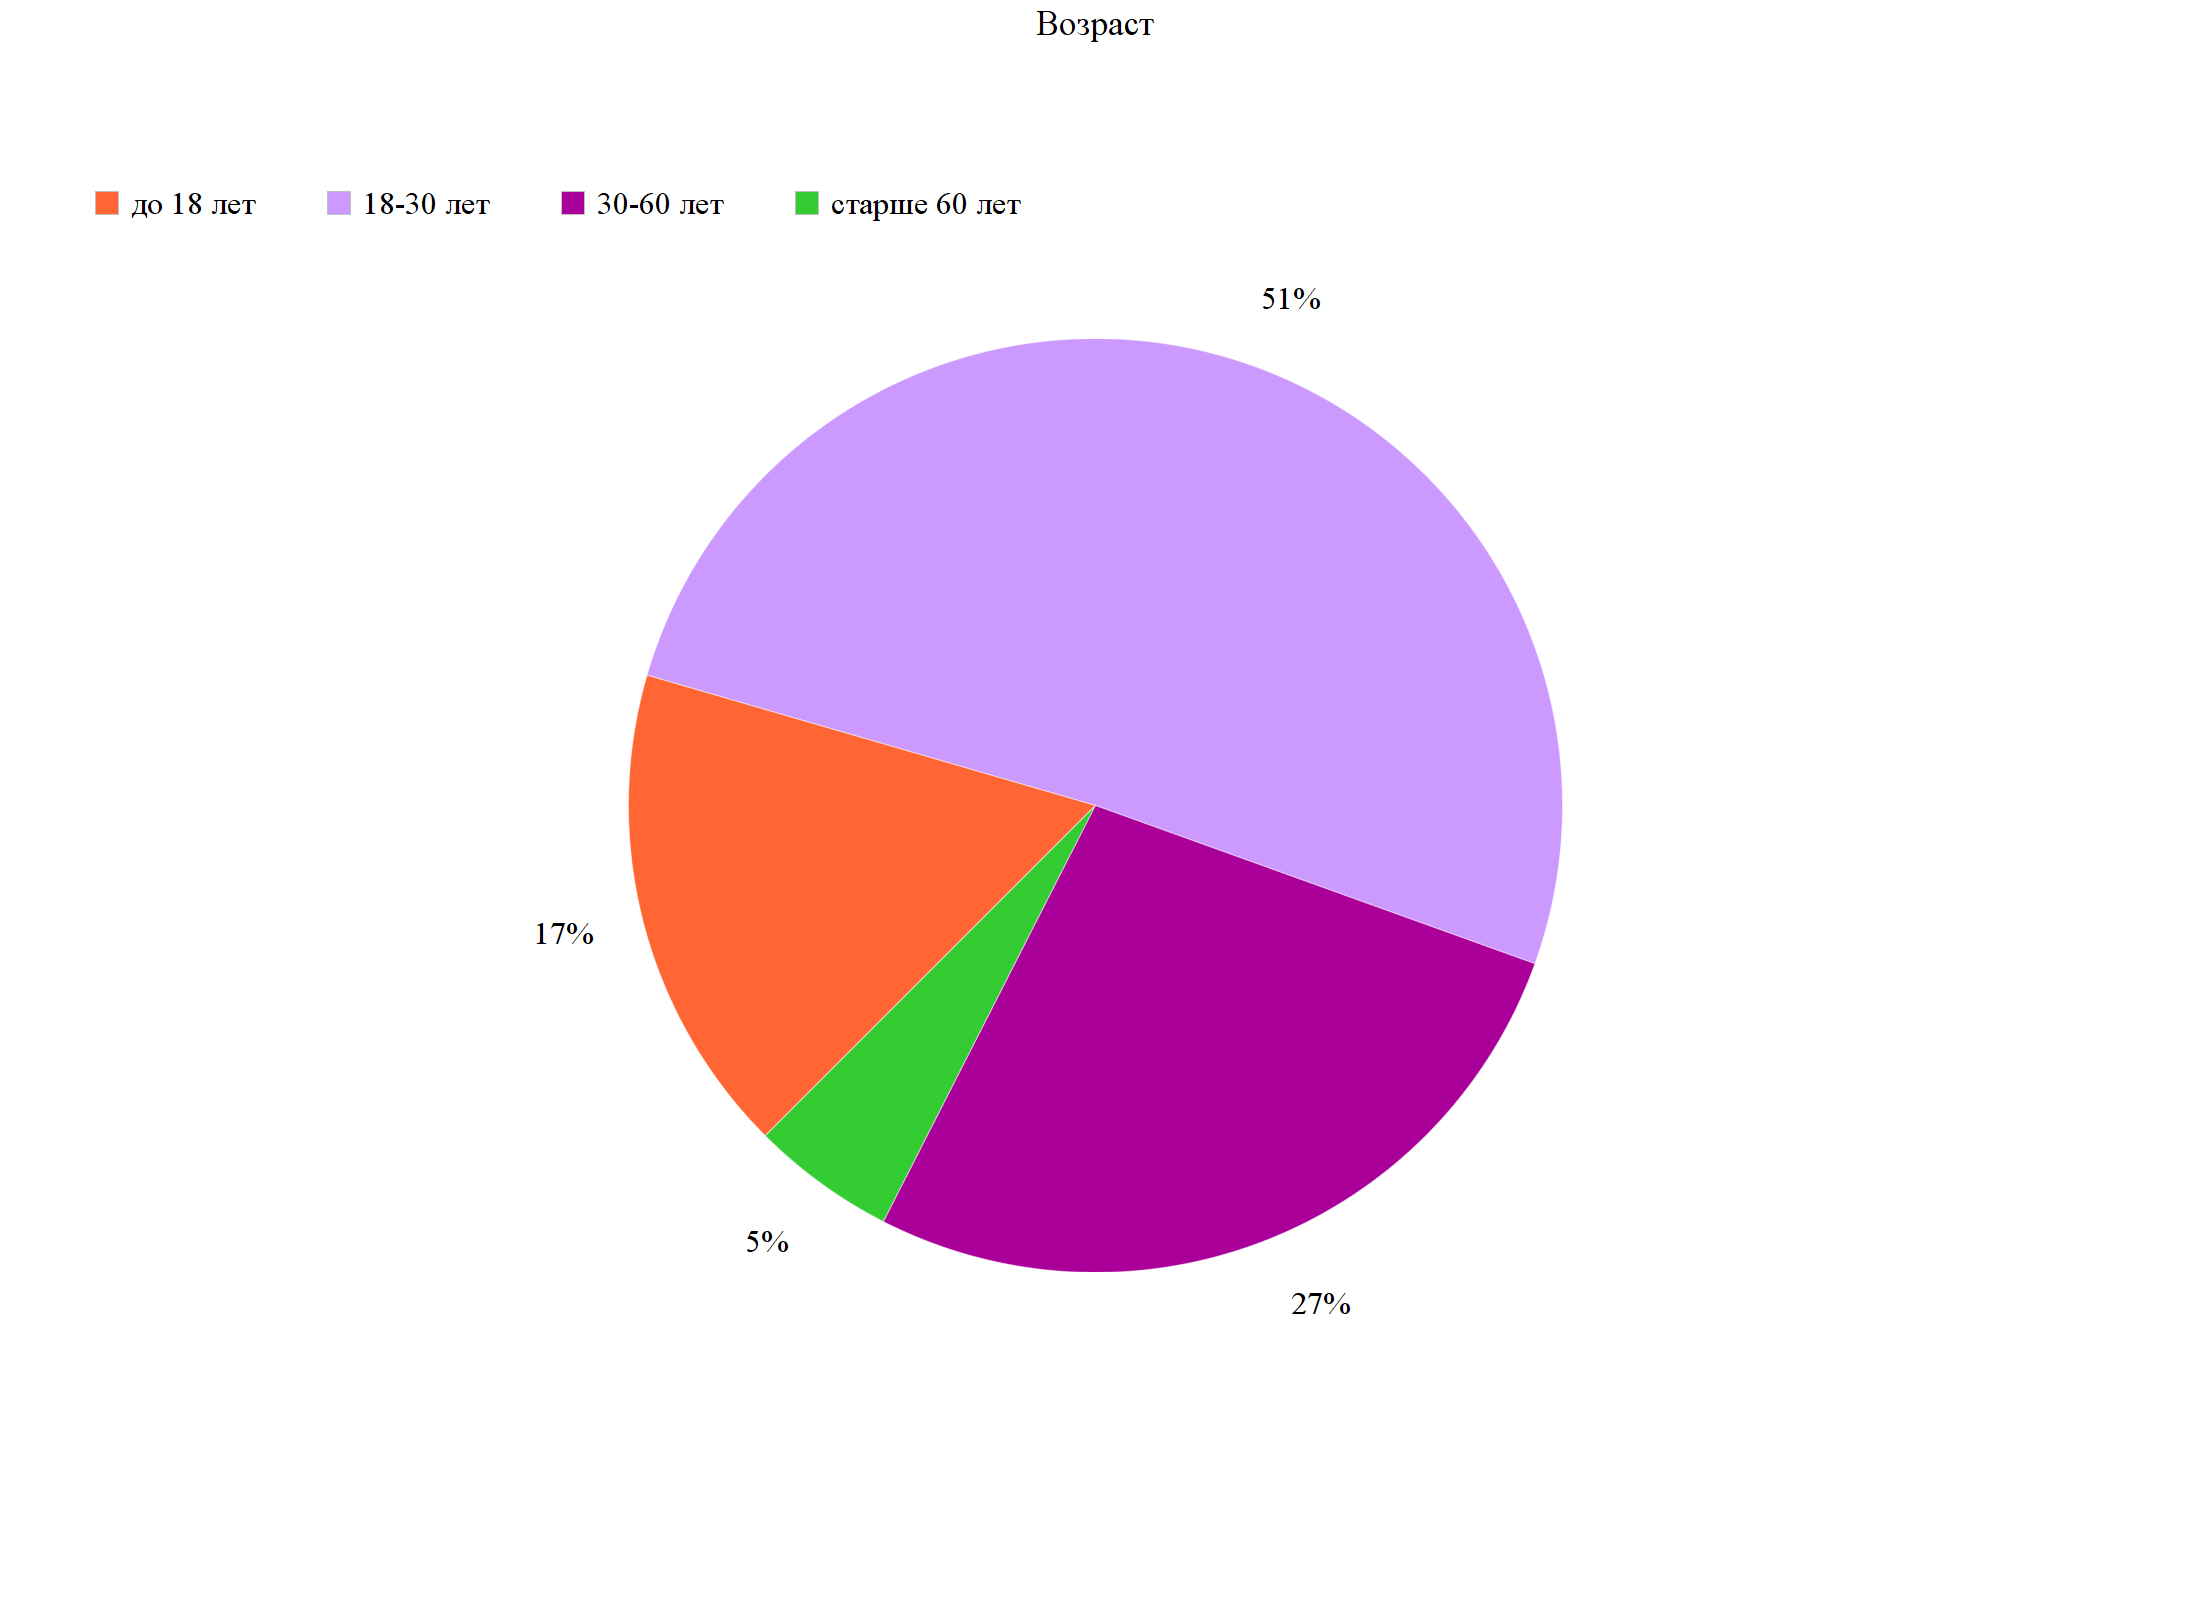 Возраст
до 18 лет 18-30 лет 30-60 лет старше 60 лет
51%
17%
5%
27%